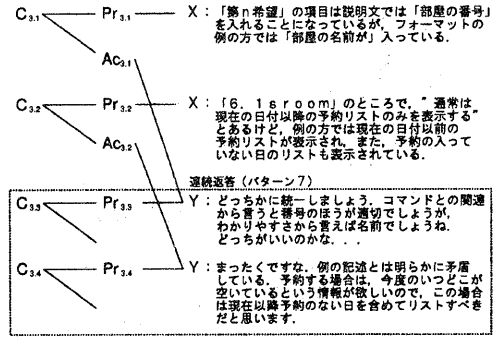 C3.1 Pr3.1 X：「第n希望」の項目は説明文では「部屋の番号」
を入れることになっているが，フォーマットの
例の方では「部屋の名前が」入っている．
Ac3.1
C3.2 Pr3.2 X：「6．1sroom」のところで，”通常は
現在の日付以降の予約リストのみを表示する”
とあるけど，例の方では現在の日付以前の
予約リストが表示され，また，予約の入って
いない日のリストも表示されている．
Ac3.2
連続返答（パターン7）
C3.3 Pr3.3 Y：どっちかに統一しましょう．コマンドとの関連
から言うと番号のほうが適切でしょうが，
わかりやすさから言えば名前でしょうね．
どっちがいいのかな．．．
C3.4 Pr3.4 Y：まったくですな．例の記述とは明らかに矛盾
している．予約する場合は，今度のいつどこが
空いているという情報が欲しいので，この場合
は現在以降予約のない日を含めてリストすべき
だと思います．